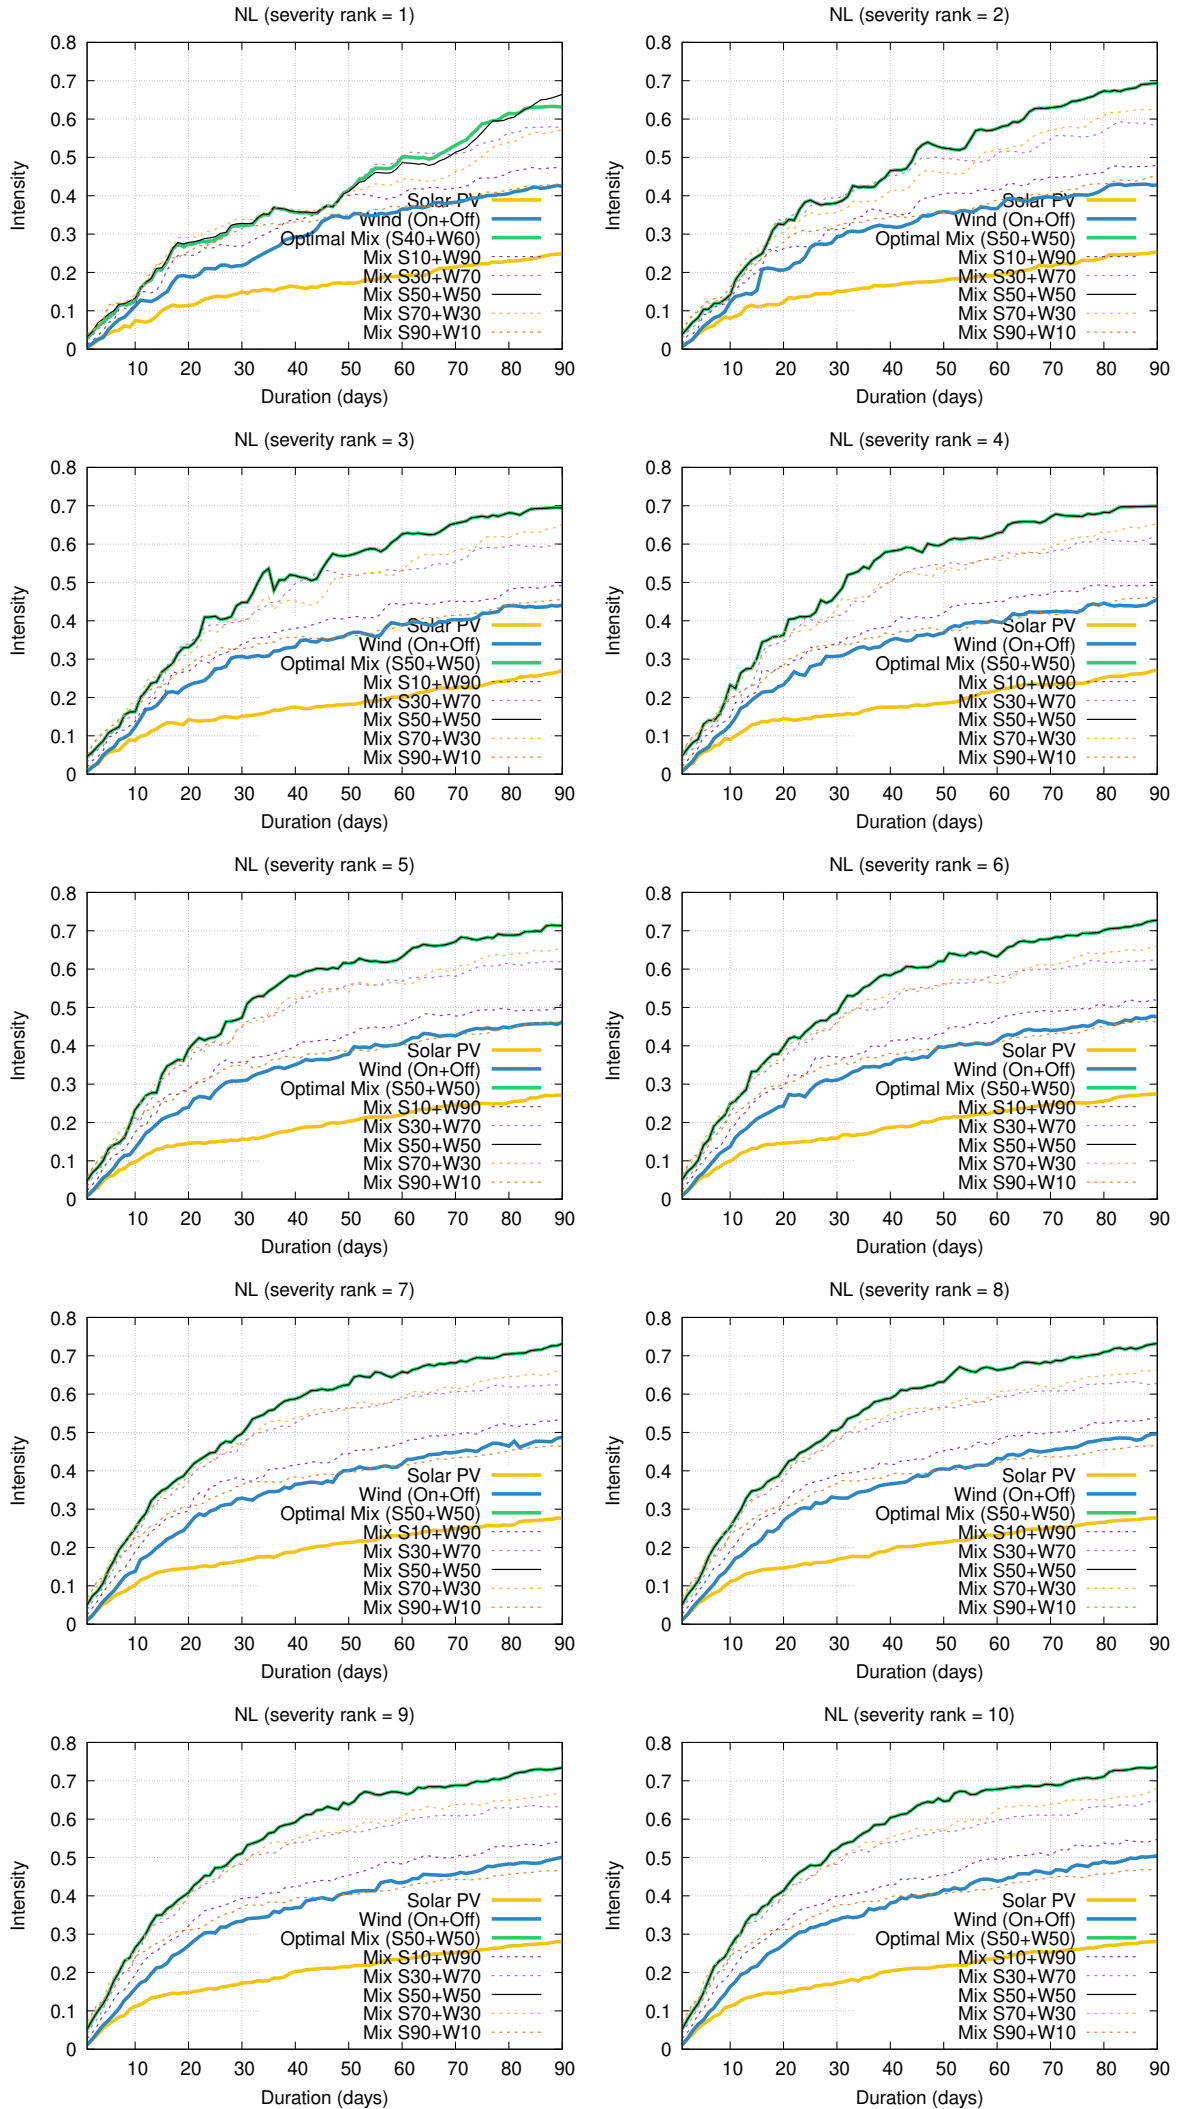 NL (severity rank = 1)
0.8
0.7
0.6
0.5
0.4
0.3
0.2
0.1
0
Intensity
Solar PV
Wind (On+Off)
Optimal Mix (S40+W60)
Mix S10+W90
Mix S30+W70
Mix S50+W50
Mix S70+W30
Mix S90+W10
10 20 30 40 50 60 70 80 90
Duration (days)
NL (severity rank = 2)
0.8
0.7
0.6
0.5
0.4
0.3
0.2
0.1
0
Intensity
Solar PV
Wind (On+Off)
Optimal Mix (S50+W50)
Mix S10+W90
Mix S30+W70
Mix S50+W50
Mix S70+W30
Mix S90+W10
10 20 30 40 50 60 70 80 90
Duration (days)
NL (severity rank = 3)
0.8
0.7
0.6
0.5
0.4
0.3
0.2
0.1
0
Intensity
Solar PV
Wind (On+Off)
Optimal Mix (S50+W50)
Mix S10+W90
Mix S30+W70
Mix S50+W50
Mix S70+W30
Mix S90+W10
10 20 30 40 50 60 70 80 90
Duration (days)
NL (severity rank = 4)
0.8
0.7
0.6
0.5
0.4
0.3
0.2
0.1
0
Intensity
Solar PV
Wind (On+Off)
Optimal Mix (S50+W50)
Mix S10+W90
Mix S30+W70
Mix S50+W50
Mix S70+W30
Mix S90+W10
10 20 30 40 50 60 70 80 90
Duration (days)
NL (severity rank = 5)
0.8
0.7
0.6
0.5
0.4
0.3
0.2
0.1
0
Intensity
Solar PV
Wind (On+Off)
Optimal Mix (S50+W50)
Mix S10+W90
Mix S30+W70
Mix S50+W50
Mix S70+W30
Mix S90+W10
10 20 30 40 50 60 70 80 90
Duration (days)
NL (severity rank = 6)
0.8
0.7
0.6
0.5
0.4
0.3
0.2
0.1
0
Intensity
Solar PV
Wind (On+Off)
Optimal Mix (S50+W50)
Mix S10+W90
Mix S30+W70
Mix S50+W50
Mix S70+W30
Mix S90+W10
10 20 30 40 50 60 70 80 90
Duration (days)
NL (severity rank = 7)
0.8
0.7
0.6
0.5
0.4
0.3
0.2
0.1
0
Intensity
Solar PV
Wind (On+Off)
Optimal Mix (S50+W50)
Mix S10+W90
Mix S30+W70
Mix S50+W50
Mix S70+W30
Mix S90+W10
10 20 30 40 50 60 70 80 90
Duration (days)
NL (severity rank = 8)
0.8
0.7
0.6
0.5
0.4
0.3
0.2
0.1
0
Intensity
Solar PV
Wind (On+Off)
Optimal Mix (S50+W50)
Mix S10+W90
Mix S30+W70
Mix S50+W50
Mix S70+W30
Mix S90+W10
10 20 30 40 50 60 70 80 90
Duration (days)
NL (severity rank = 9)
0.8
0.7
0.6
0.5
0.4
0.3
0.2
0.1
0
Intensity
Solar PV
Wind (On+Off)
Optimal Mix (S50+W50)
Mix S10+W90
Mix S30+W70
Mix S50+W50
Mix S70+W30
Mix S90+W10
10 20 30 40 50 60 70 80 90
Duration (days)
NL (severity rank = 10)
0.8
0.7
0.6
0.5
0.4
0.3
0.2
0.1
0
Intensity
Solar PV
Wind (On+Off)
Optimal Mix (S50+W50)
Mix S10+W90
Mix S30+W70
Mix S50+W50
Mix S70+W30
Mix S90+W10
10 20 30 40 50 60 70 80 90
Duration (days)